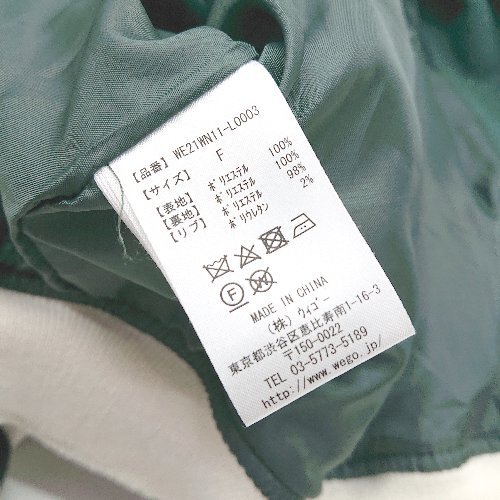 【品番】 WE21WN11-L0003
【サイズ】 F
【表地】 ポリエステル 100%
【裏地】 ポリエステル 100%
【リブ】 ポリエステル 98%
ポリウレタン 2%
F W
MADE IN CHINA
(株) ウィゴー
東京都渋谷区恵比寿南1-16-3
〒150-0022
TEL 03-5773-5189
http://www.wego.jp/